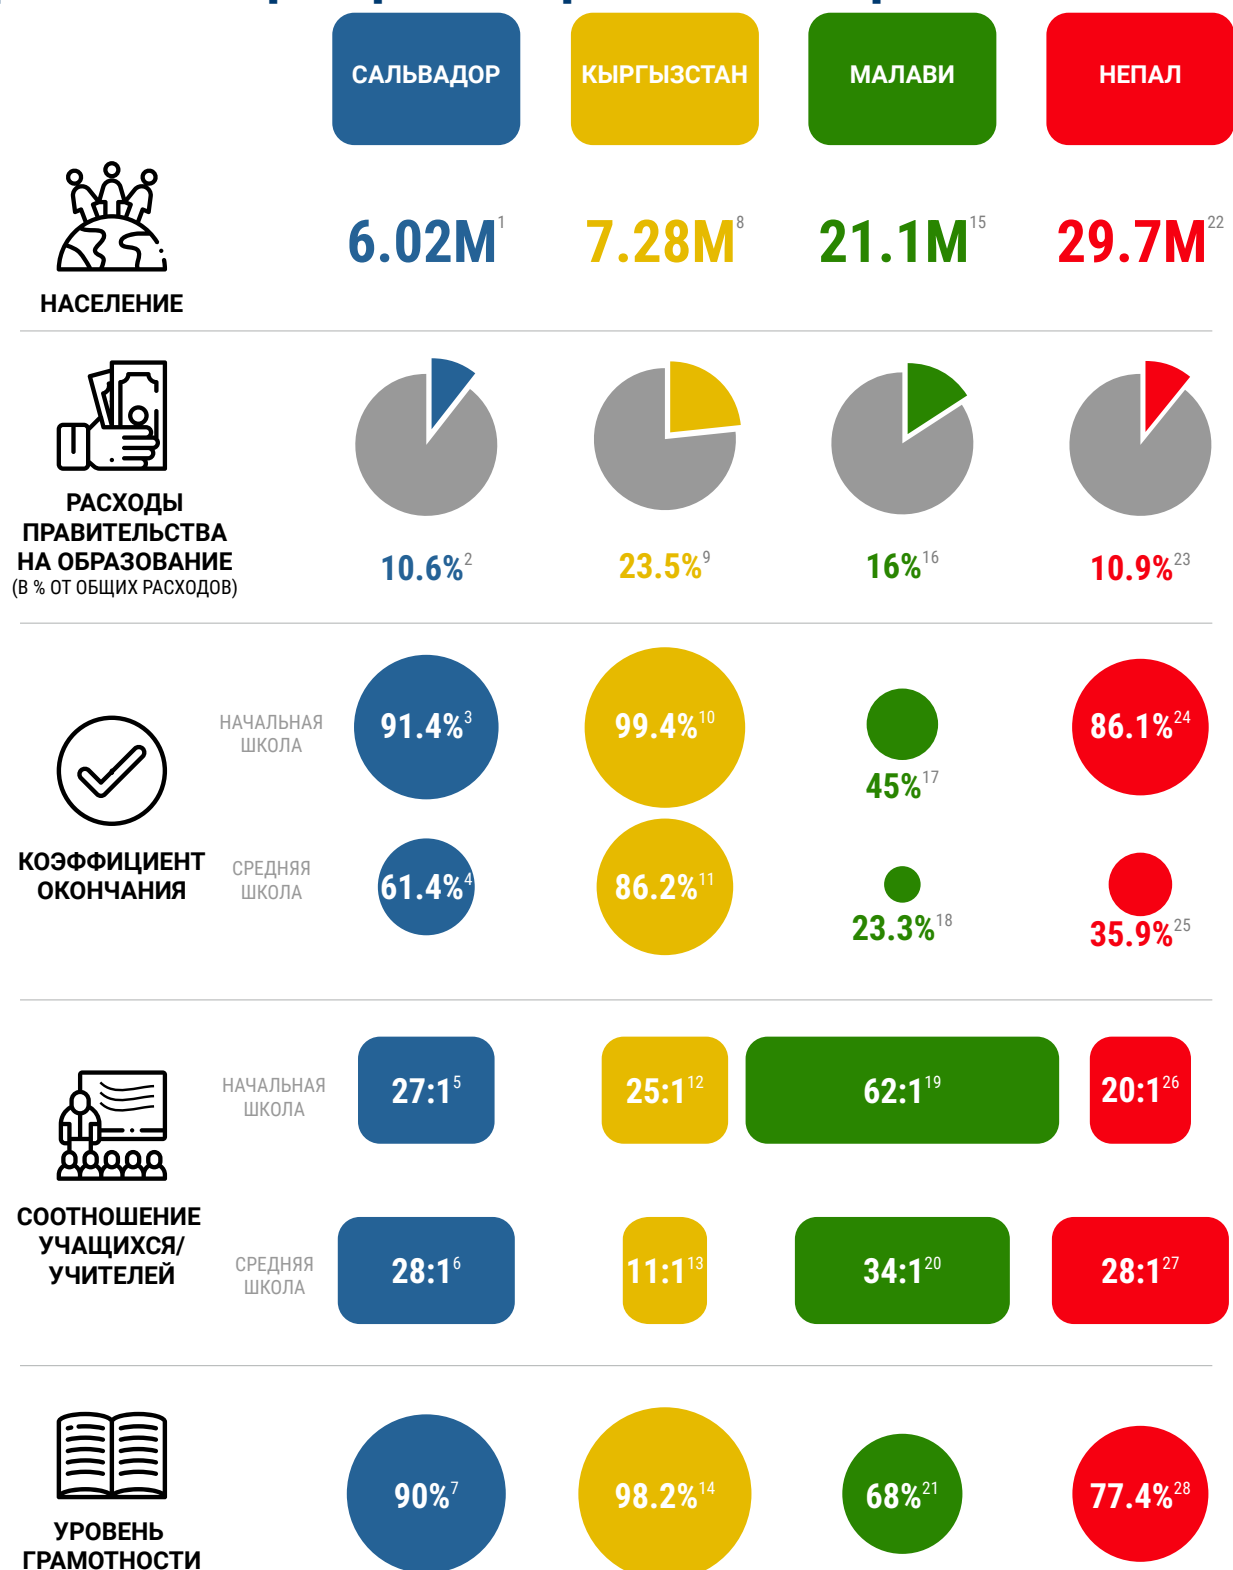 САЛЬВАДОР
КЫРГЫЗСТАН
МАЛАВИ
НЕПАЛ
НАСЕЛЕНИЕ
6.02M1
7.28M8
21.1M15
29.7M22
РАСХОДЫ
ПРАВИТЕЛЬСТВА
НА ОБРАЗОВАНИЕ
(В % ОТ ОБЩИХ РАСХОДОВ)
10.6%2
23.5%9
16%16
10.9%23
КОЭФФИЦИЕНТ
ОКОНЧАНИЯ
НАЧАЛЬНАЯ
ШКОЛА
91.4%3
99.4%10
45%17
86.1%24
СРЕДНЯЯ
ШКОЛА
61.4%4
86.2%11
23.3%18
35.9%25
СООТНОШЕНИЕ
УЧАЩИХСЯ/
УЧИТЕЛЕЙ
НАЧАЛЬНАЯ
ШКОЛА
27:15
25:112
62:119
20:126
СРЕДНЯЯ
ШКОЛА
28:16
11:113
34:120
28:127
УРОВЕНЬ
ГРАМОТНОСТИ
90%7
98.2%14
68%21
77.4%28